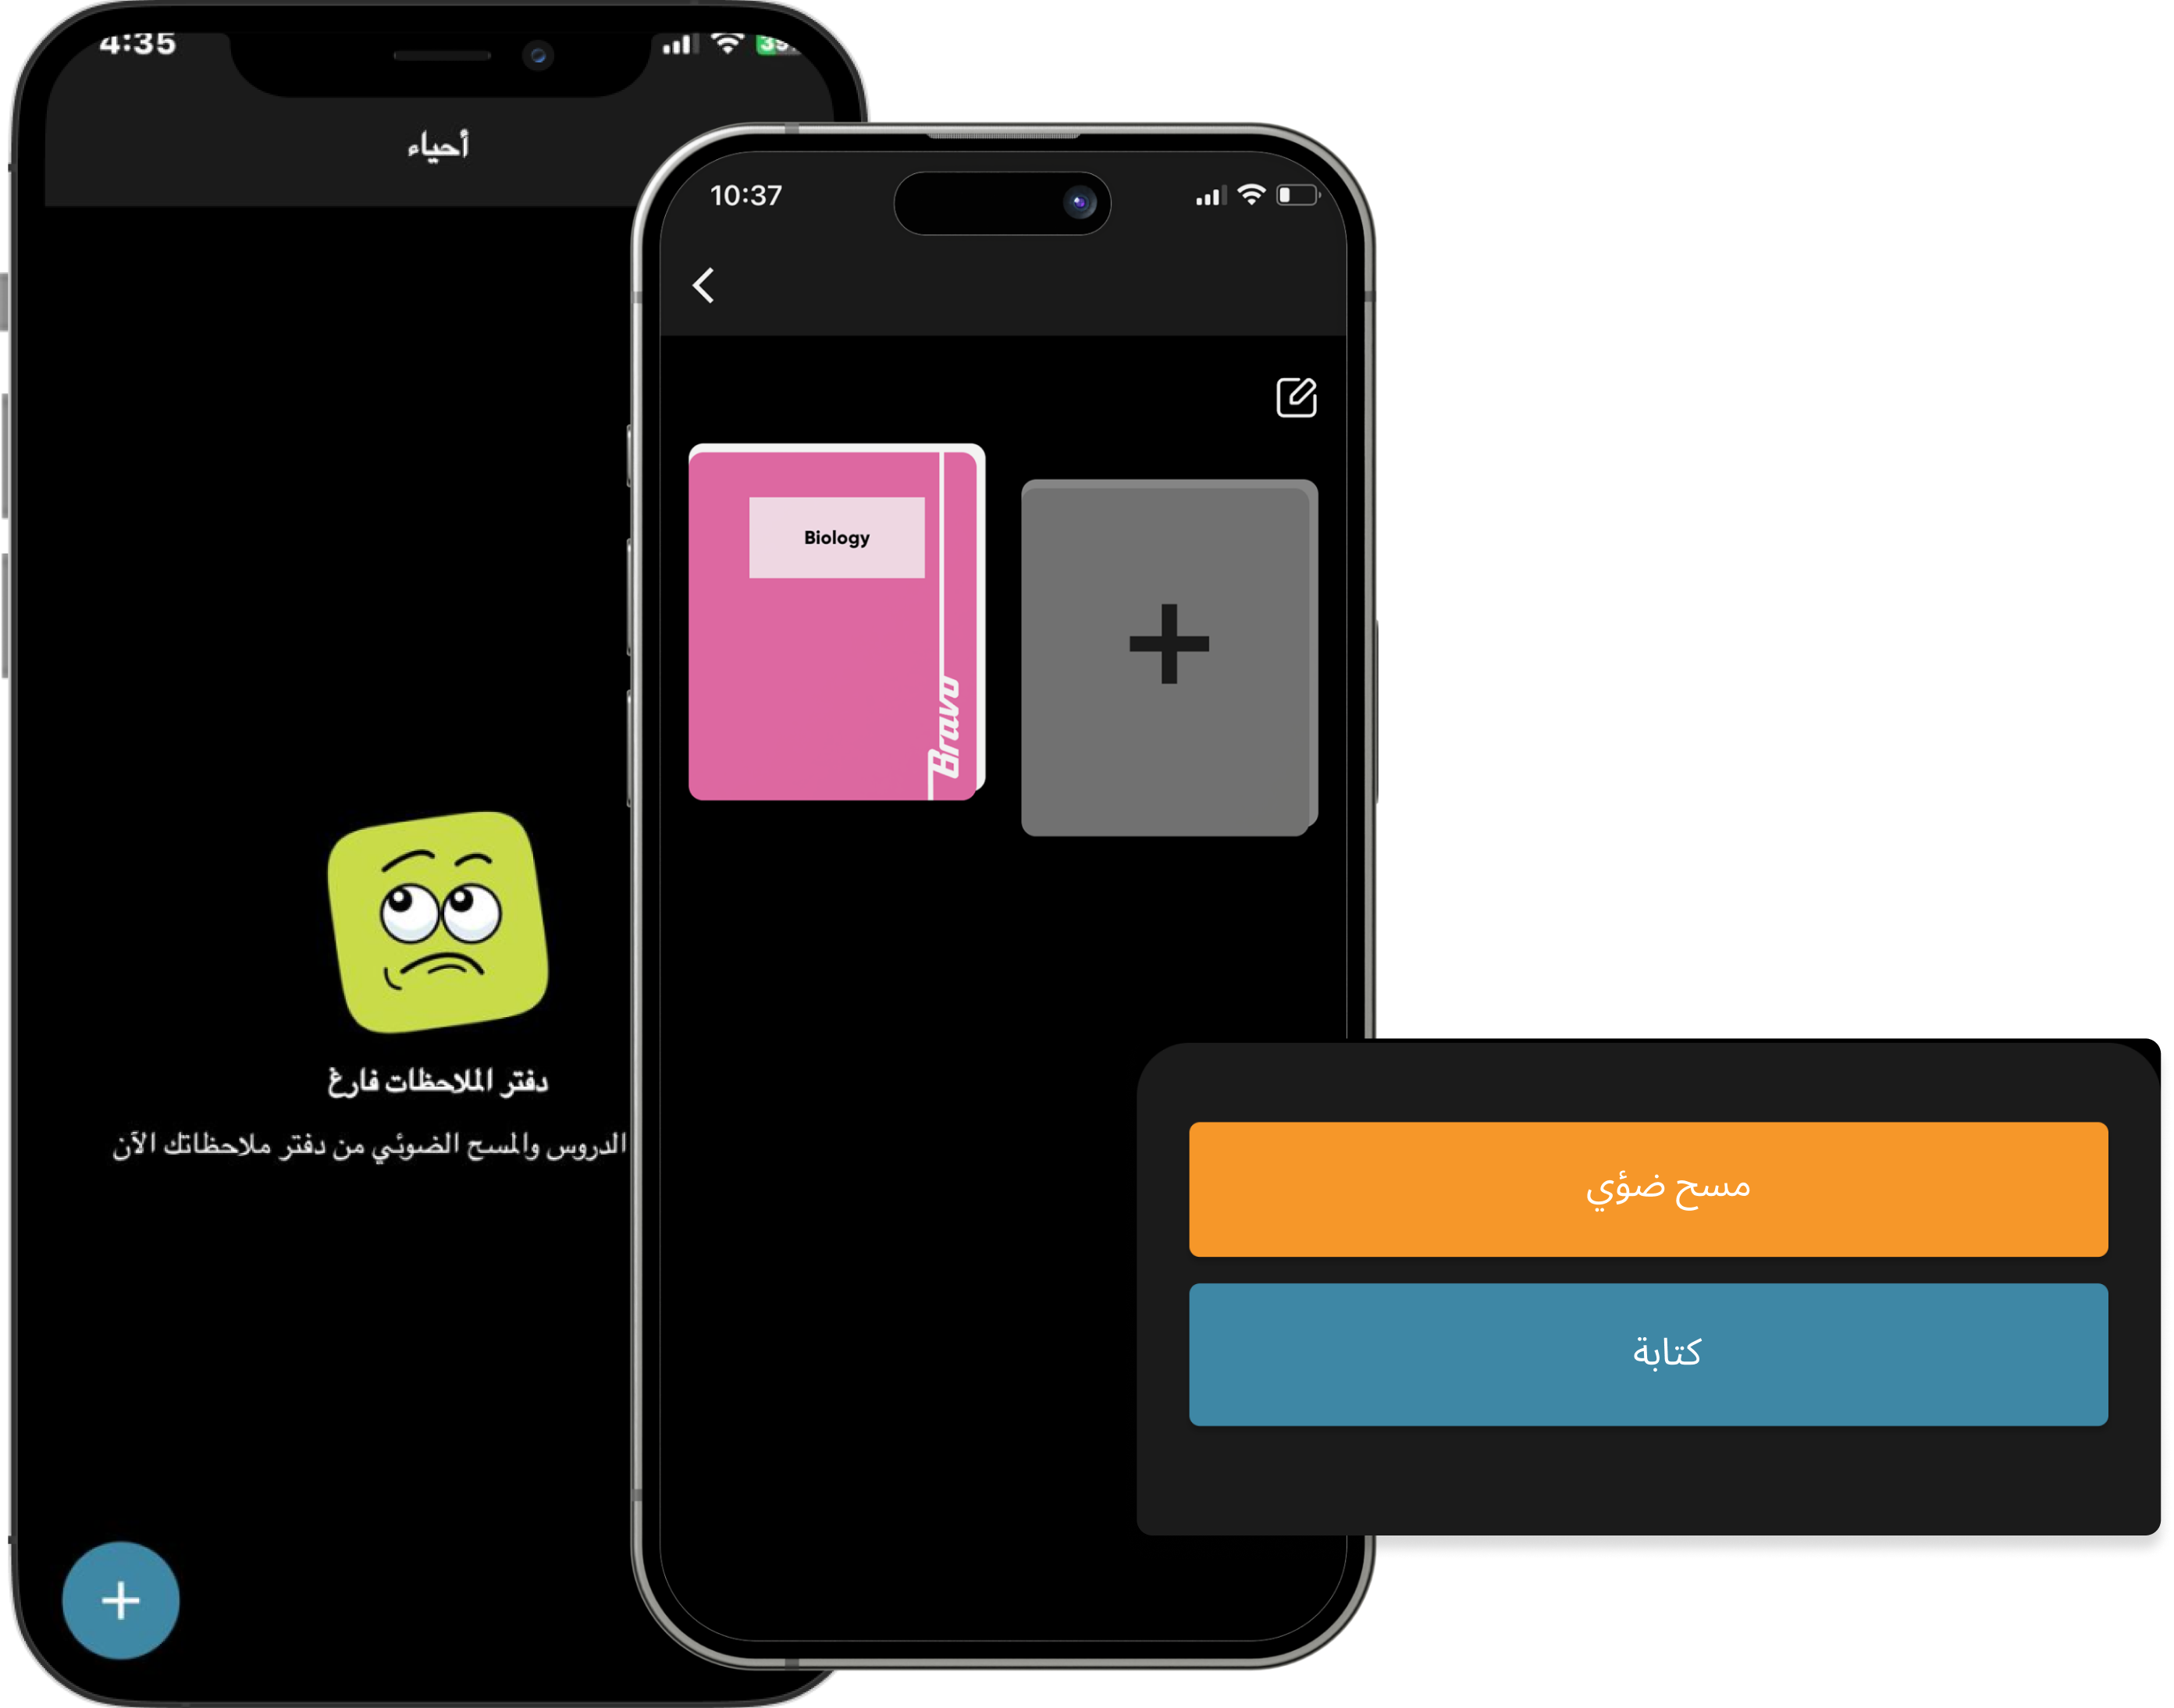 4:35
أحياء
دفتر الملاحظات فارغ
الدروس والمسح الضوئي من دفتر ملاحظاتك الآن
10:37
Biology
Bravo
مسح ضؤي
كتابة